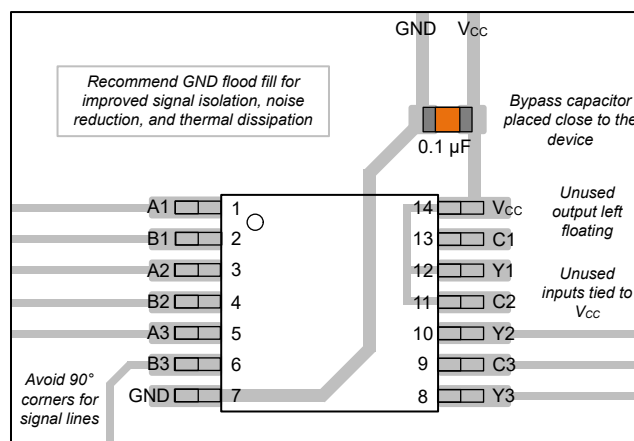 GND VCC
Recommend GND flood fill for
improved signal isolation, noise
reduction, and thermal dissipation
Bypass capacitor
placed close to the
device
0.1 µF
A1 1 14 VCC
B1 2 13 C1
A2 3 12 Y1
B2 4 11 C2
A3 5 10 Y2
B3 6 9 C3
GND 7 8 Y3
Unused
output left
floating
Unused
inputs tied to
VCC
Avoid 90°
corners for
signal lines